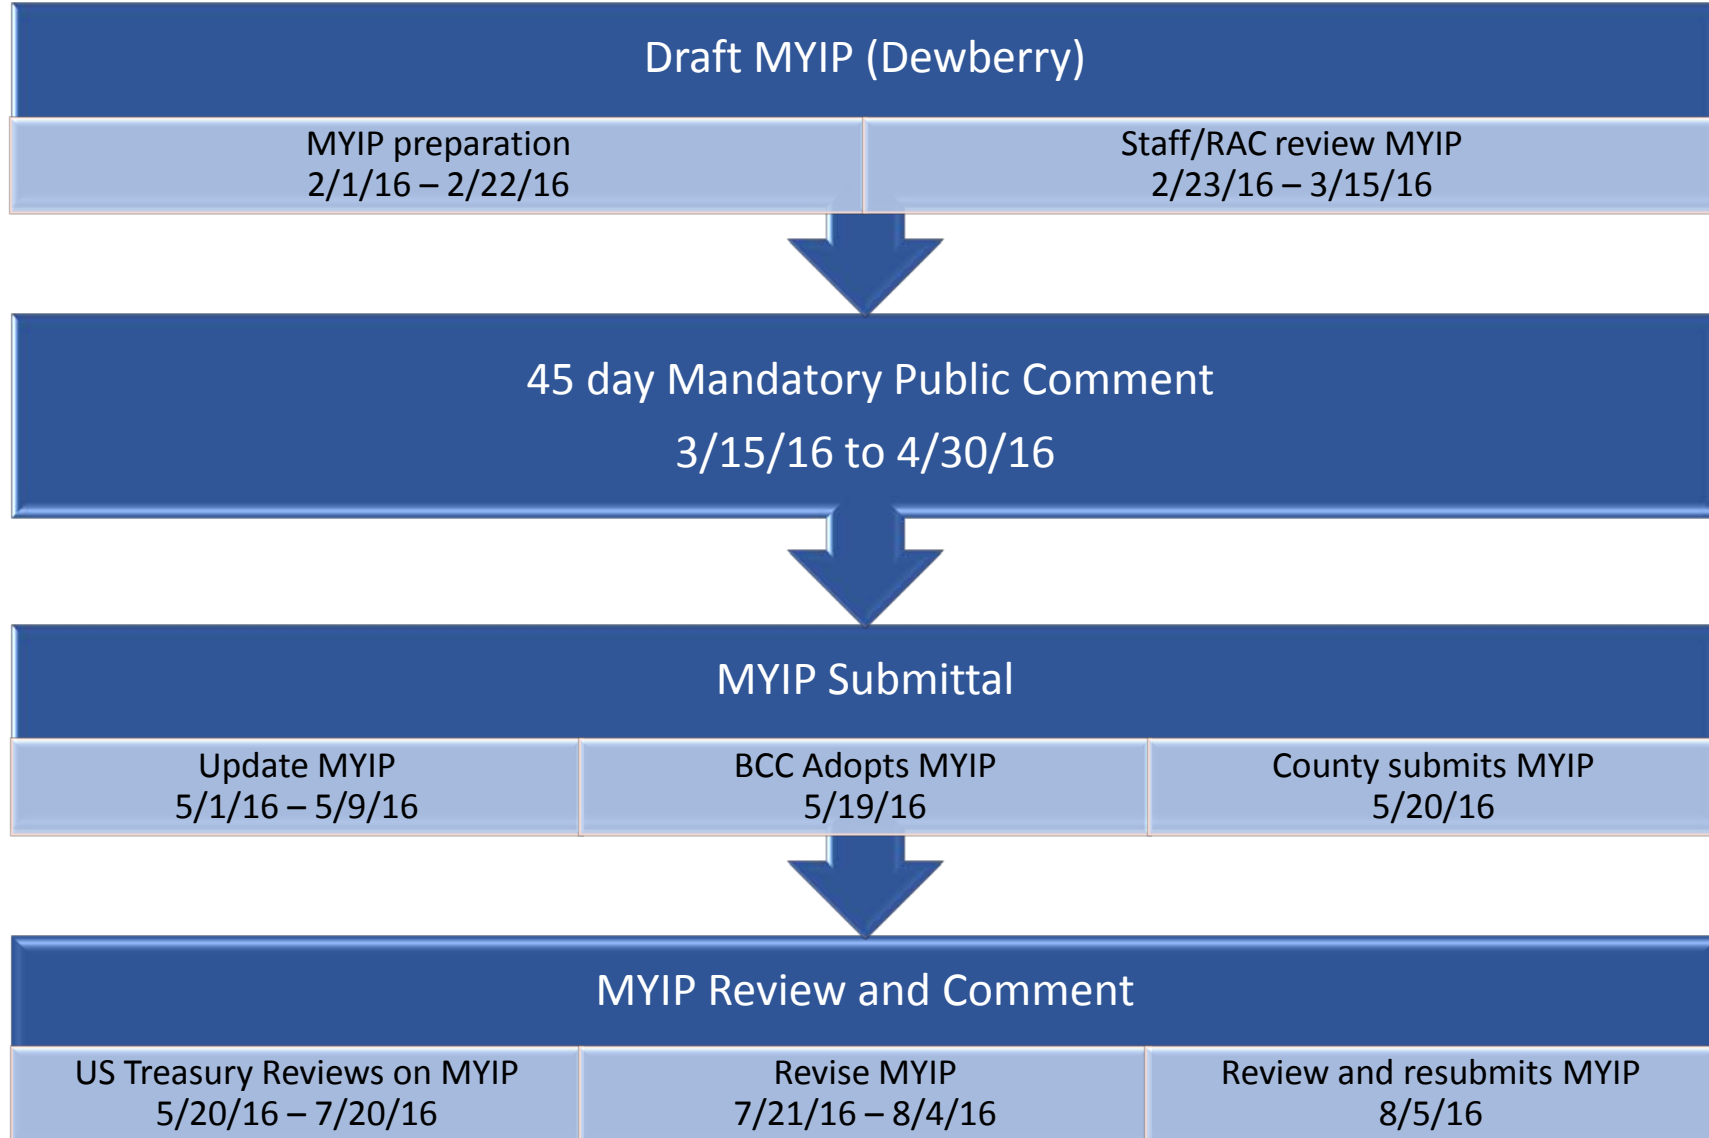 Draft MYIP (Dewberry)
MYIP preparation
2/1/16 – 2/22/16
Staff/RAC review MYIP
2/23/16 – 3/15/16
45 day Mandatory Public Comment
3/15/16 to 4/30/16
MYIP Submittal
Update MYIP
5/1/16 – 5/9/16
BCC Adopts MYIP
5/19/16
County submits MYIP
5/20/16
MYIP Review and Comment
US Treasury Reviews on MYIP
5/20/16 – 7/20/16
Revise MYIP
7/21/16 – 8/4/16
Review and resubmits MYIP
8/5/16